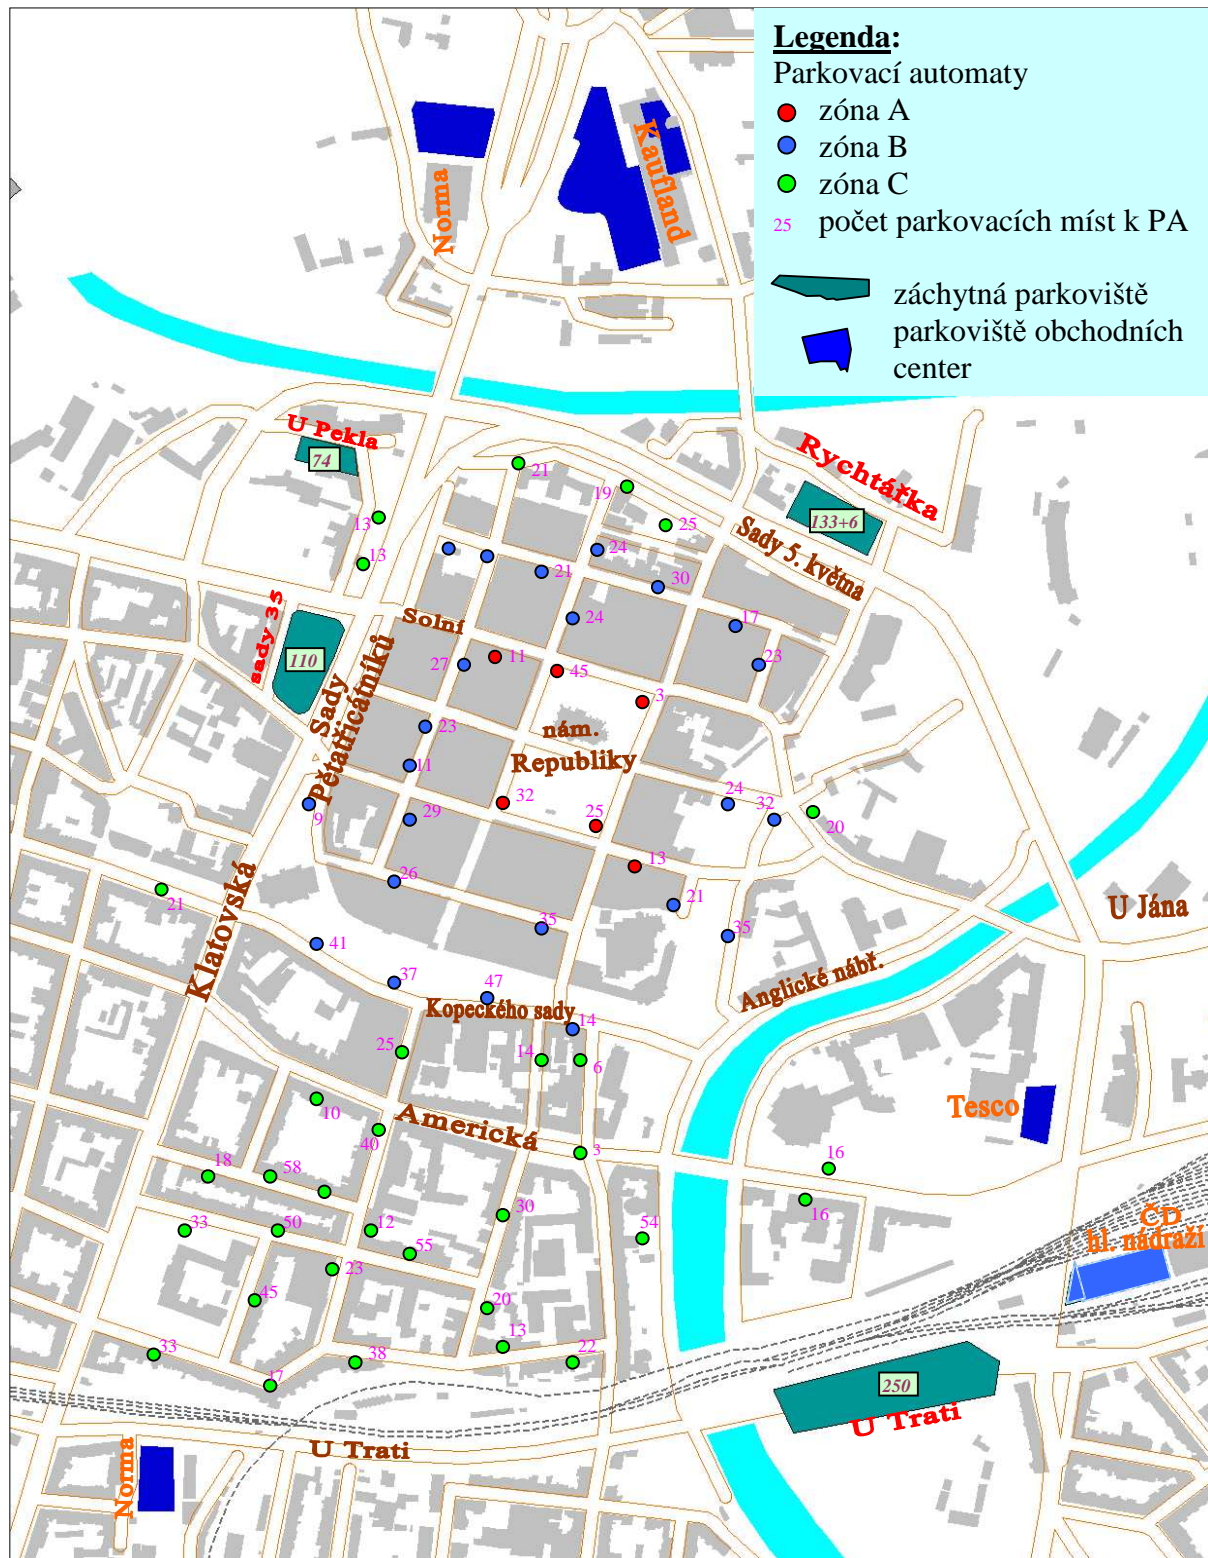 Legenda:
Parkovací automaty
zóna A
zóna B
zóna C
25 počet parkovacích míst k PA
záchytná parkoviště
parkoviště obchodních
center
Kaufland
Norma
U Pekla
74
Rychtářka
133+6
21
19
25
13
13
Sady 5. května
24
21
30
sady 35
110
Solní
24
17
27
11
45
23
3
Sady
Pětatřicátníků
23
nám.
Republiky
11
9
29
32
25
24
32
20
13
26
21
21
35
35
U Jána
Klatovská
41
37
47
Kopeckého sady
Anglické nábř.
14
25
14
6
10
Americká
40
3
Tesco
18
58
16
33
50
12
30
54
16
55
23
ČD
hl. nádraží
45
20
13
33
38
22
17
250
U Trati
U Trati
Norma